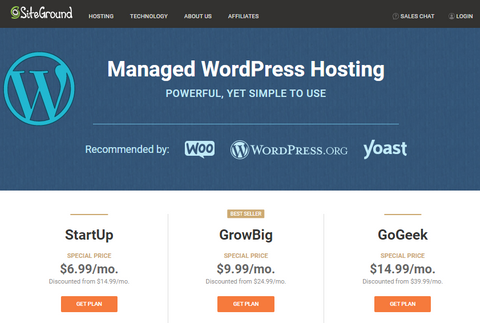 SiteGround HOSTING TECHNOLOGY ABOUT US AFFILIATES SALES CHAT LOGIN
Managed WordPress Hosting
POWERFUL, YET SIMPLE TO USE
Recommended by: WOO WORDPRESS.ORG yoast
BEST SELLER
StartUp GrowBig GoGeek
SPECIAL PRICE SPECIAL PRICE SPECIAL PRICE
$6.99/mo. $9.99/mo. $14.99/mo.
Discounted from $14.99/mo. Discounted from $24.99/mo. Discounted from $39.99/mo.
GET PLAN GET PLAN GET PLAN